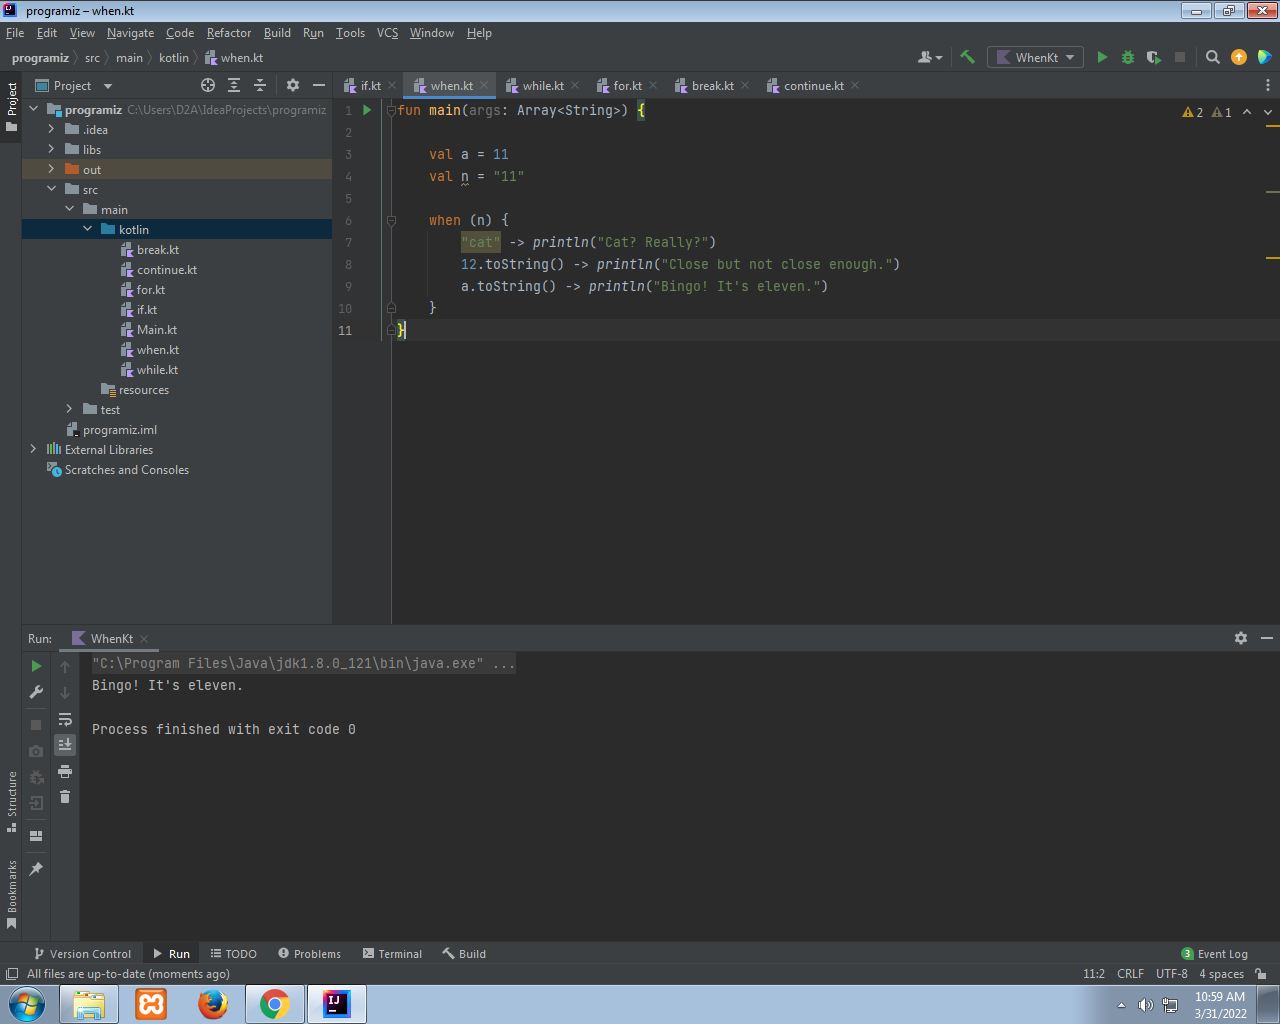 programiz – when.kt
File Edit View Navigate Code Refactor Build Run Tools VCS Window Help
programiz src main kotlin when.kt WhenKt
Project
Project if.kt when.kt while.kt for.kt break.kt continue.kt
programiz C:\Users\D2A\IdeaProjects\programiz
.idea
libs
out
src
main
kotlin
break.kt
continue.kt
for.kt
if.kt
Main.kt
when.kt
while.kt
resources
test
programiz.iml
External Libraries
Scratches and Consoles
1 fun main(args: Array<String>) { 2 1
2
3 val a = 11
4 val n = "11"
5
6 when (n) {
7 "cat" -> println("Cat? Really?")
8 12.toString() -> println("Close but not close enough.")
9 a.toString() -> println("Bingo! It's eleven.")
10 }
11 }
Run: WhenKt
"C:\Program Files\Java\jdk1.8.0_121\bin\java.exe" ...
Bingo! It's eleven.
Process finished with exit code 0
Structure
Bookmarks
Version Control Run TODO Problems Terminal Build 3 Event Log
All files are up-to-date (moments ago) 11:2 CRLF UTF-8 4 spaces
IJ
10:59 AM
3/31/2022